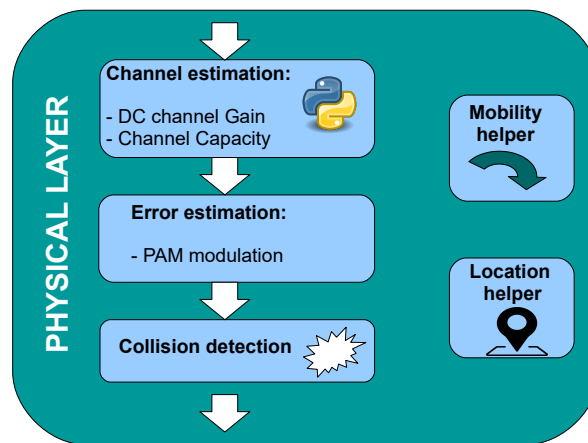 PHYSICAL LAYER
Channel estimation:
- DC channel Gain
- Channel Capacity
Error estimation:
- PAM modulation
Collision detection
Mobility
helper
Location
helper